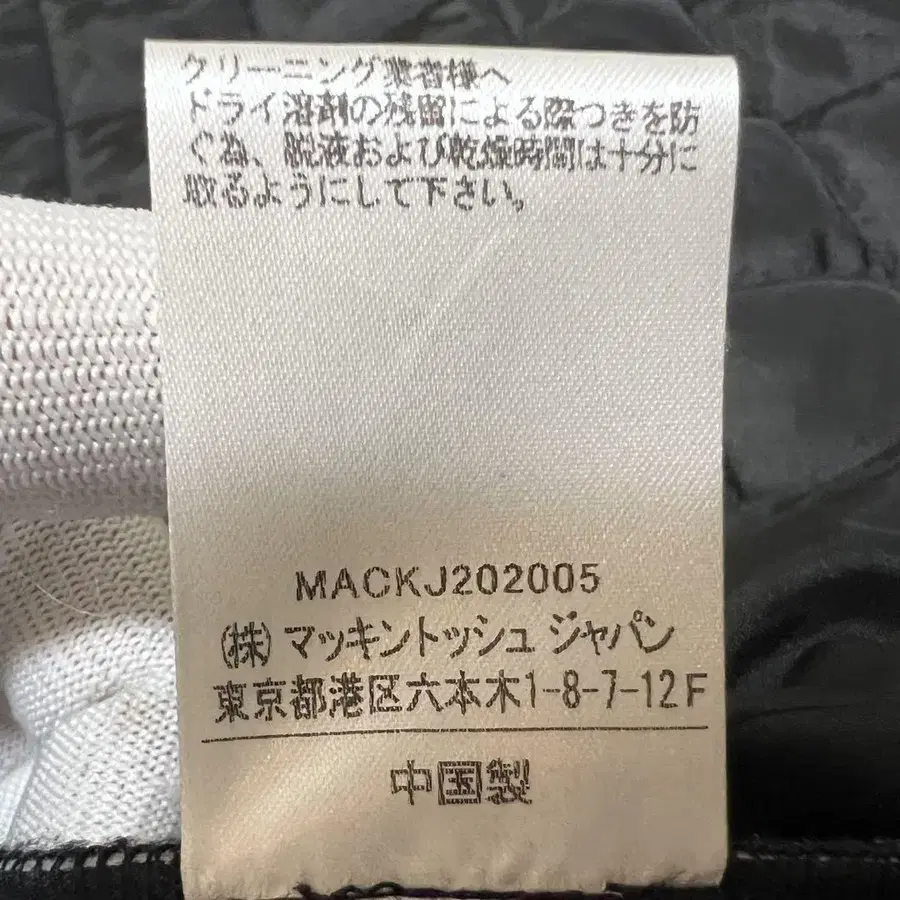 クリーニング業者様へ
ドライ溶剤の残留による際つきを防
ぐ為、脱液および乾燥時間は十分に
取るようにして下さい。
MACKJ202005
(株)マッキントッシュ ジャパン
東京都港区六本木1-8-7-12F
中国製